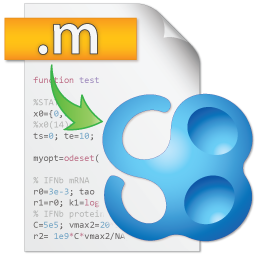 .m
function test
%STA
x0={0,
%x0(14)
ts=0; te=10;
myopt=odeset(
% IFNb mRNA
r0=3e-3; tao
r1=r0; k1=log
% IFNb protein
C=5e5; vmax2=20
r2= 1e9*C*vmax2/NA